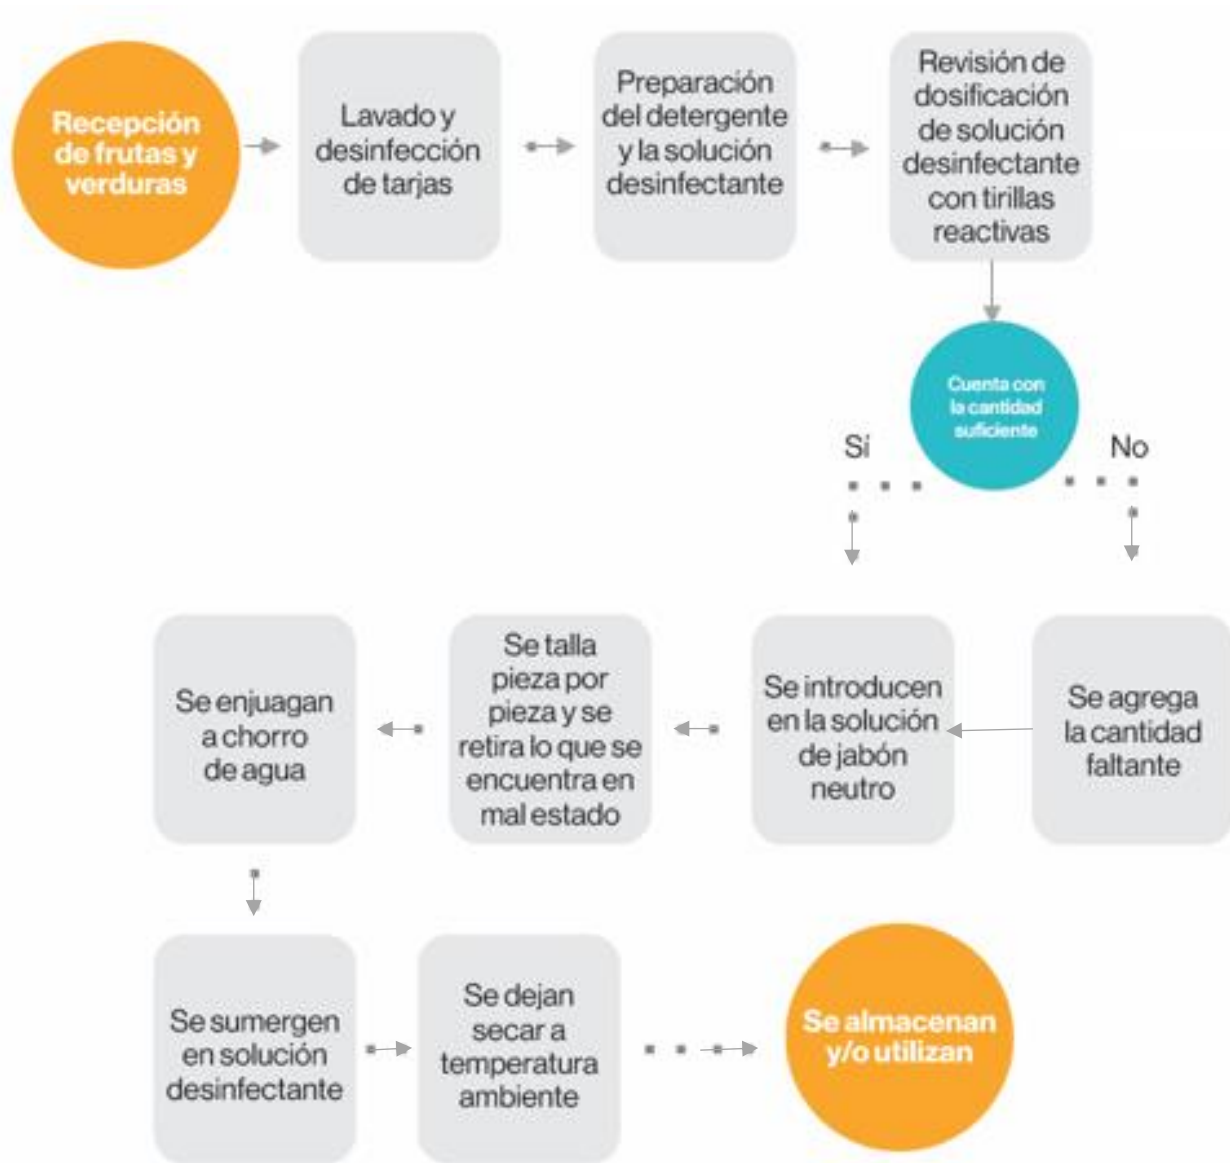 Recepción
de frutas y
verduras
Lavado y
desinfección
de tarjas
Preparación
del detergente
y la solución
desinfectante
Revisión de
dosificación
de solución
desinfectante
con tirillas
reactivas
Cuenta con
la cantidad
suficiente
Sí
No
Se enjuagan
a chorro
de agua
Se talla
pieza por
pieza y se
retira lo que se
encuentra en
mal estado
Se introducen
en la solución
de jabón
neutro
Se agrega
la cantidad
faltante
Se sumergen
en solución
desinfectante
Se dejan
secar a
temperatura
ambiente
Se almacenan
y/o utilizan